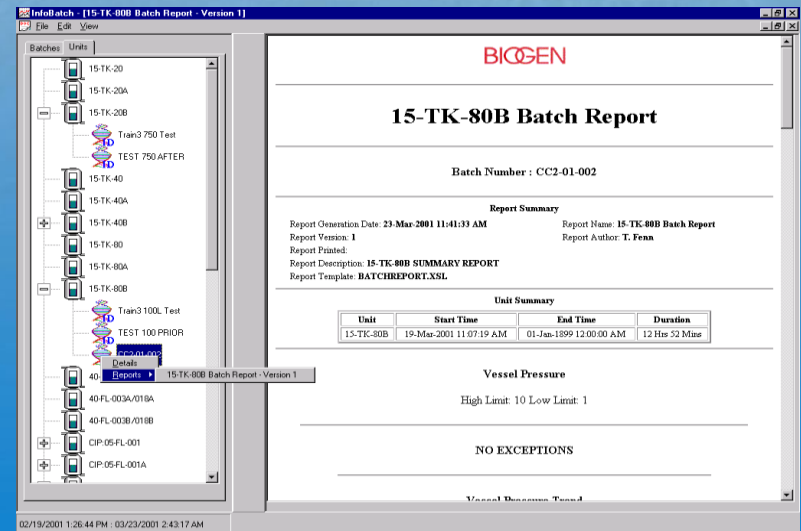 InfoBatch - [15-TK-80B Batch Report - Version 1]
File Edit View
Batches Units
15-TK-20
15-TK-20A
15-TK-20B
Train3 750 Test
TEST 750 AFTER
15-TK-40
15-TK-40A
15-TK-40B
15-TK-80
15-TK-80A
15-TK-80B
Train3 100L Test
TEST 100 PRIOR
CC2-01-002
Details
Reports
15-TK-80B Batch Report - Version 1
40-
40-FL-003A/018A
40-FL-003B/018B
CIP:05-FL-001
CIP:05-FL-001A
02/19/2001 1:26:44 PM : 03/23/2001 2:43:17 AM
BIOGEN
15-TK-80B Batch Report
Batch Number : CC2-01-002
Report Summary
Report Generation Date: 23-Mar-2001 11:41:33 AM Report Name: 15-TK-80B Batch Report
Report Version: 1 Report Author: T. Fenn
Report Printed:
Report Description: 15-TK-80B SUMMARY REPORT
Report Template: BATCHREPORT.XSL
Unit Summary
Unit Start Time End Time Duration
15-TK-80B 19-Mar-2001 11:07:19 AM 01-Jan-1899 12:00:00 AM 12 Hrs 52 Mins
Vessel Pressure
High Limit: 10 Low Limit: 1
NO EXCEPTIONS
Vessel Pressure Trend